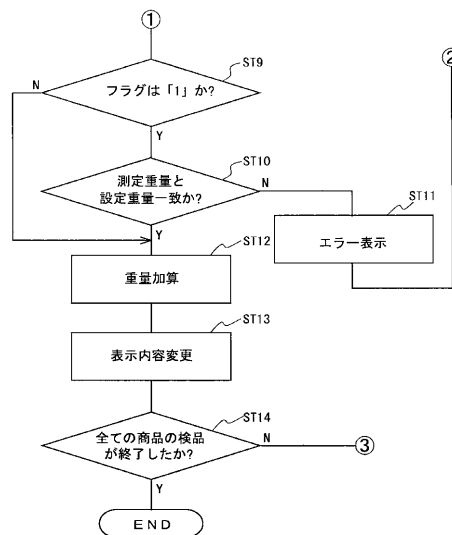 ①
ST9
②
N
フラグは「1」か?
Y
ST10
測定重量と
設定重量一致か?
N
ST11
Y
エラー表示
ST12
重量加算
ST13
表示内容変更
ST14
全ての商品の検品
が終了したか?
N
③
Y
END